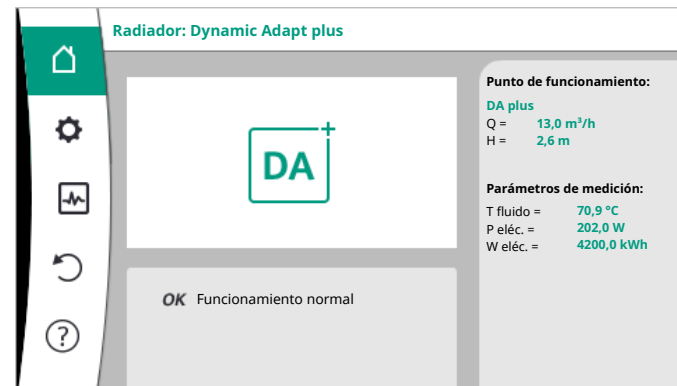 Radiador: Dynamic Adapt plus
DA+
OK Funcionamiento normal
Punto de funcionamiento:
DA plus
Q = 13,0 m³/h
H = 2,6 m
Parámetros de medición:
T fluido = 70,9 °C
P eléc. = 202,0 W
W eléc. = 4200,0 kWh
?